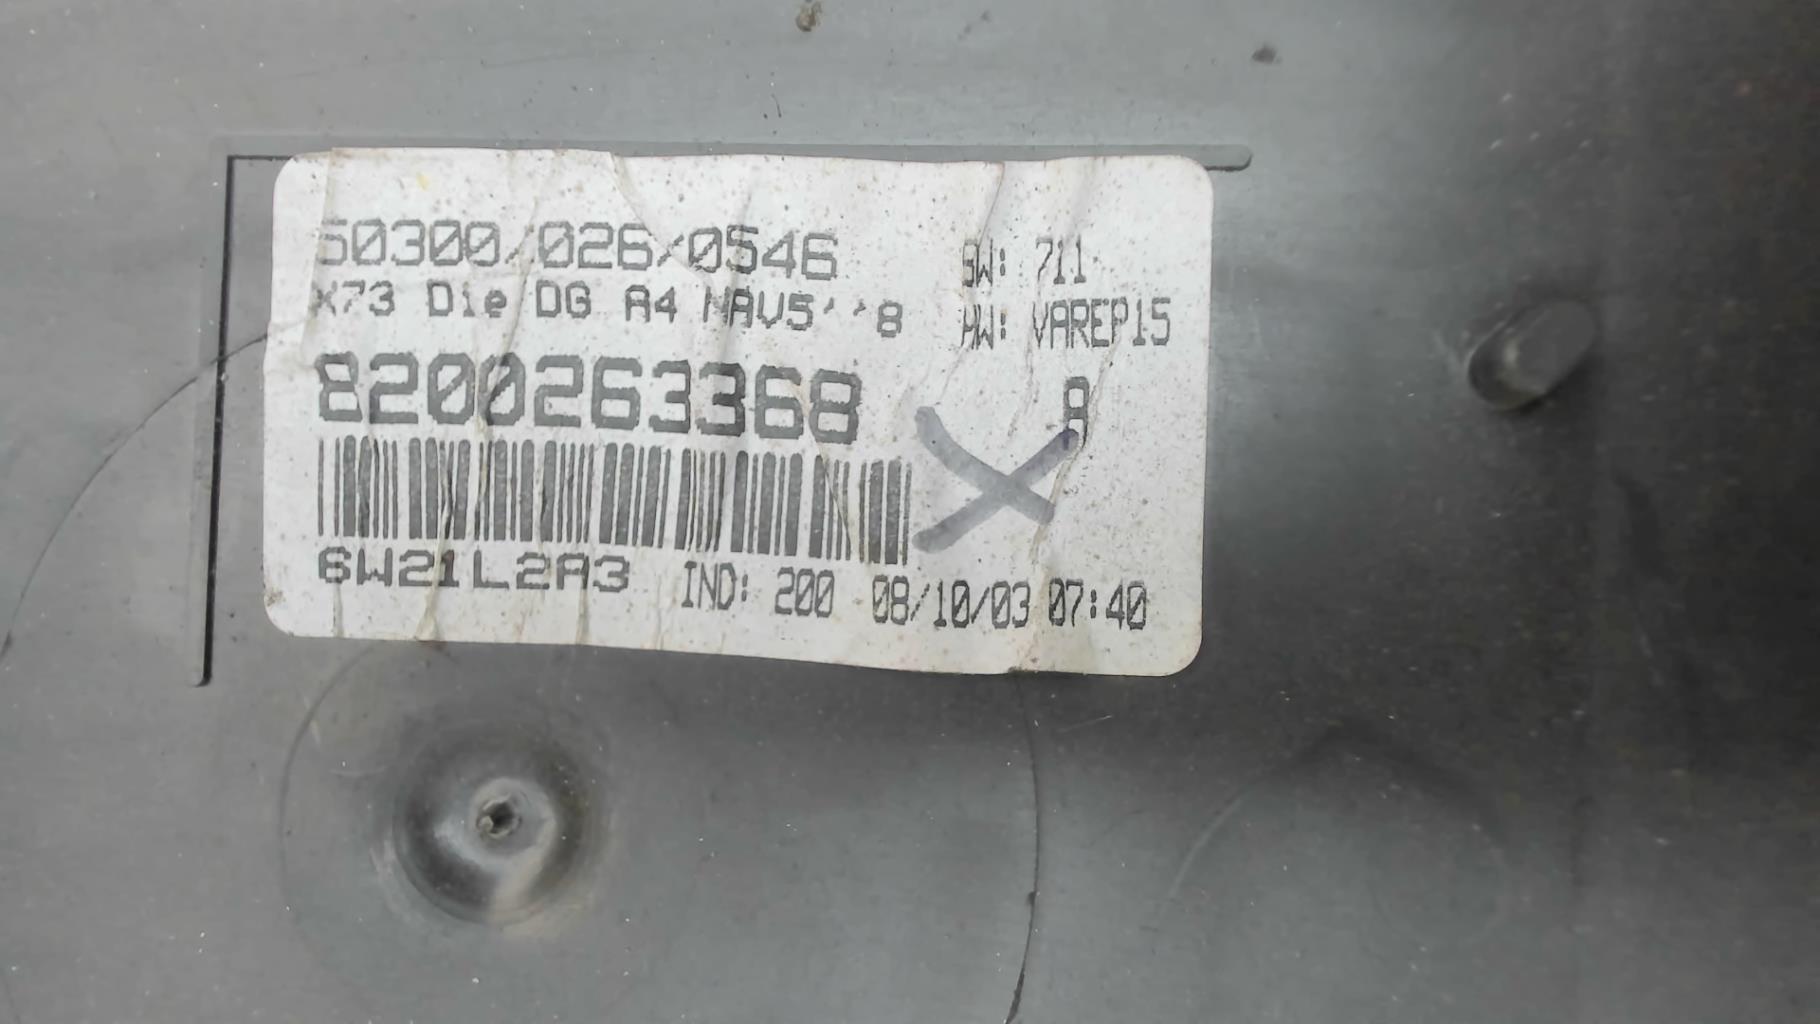 50300/026/0546
SW: 711
X73 Die DG A4 NAV5'''8
HW: VAREP15
8200263368
A
6W21L2A3 IND: 200 08/10/03 07:40